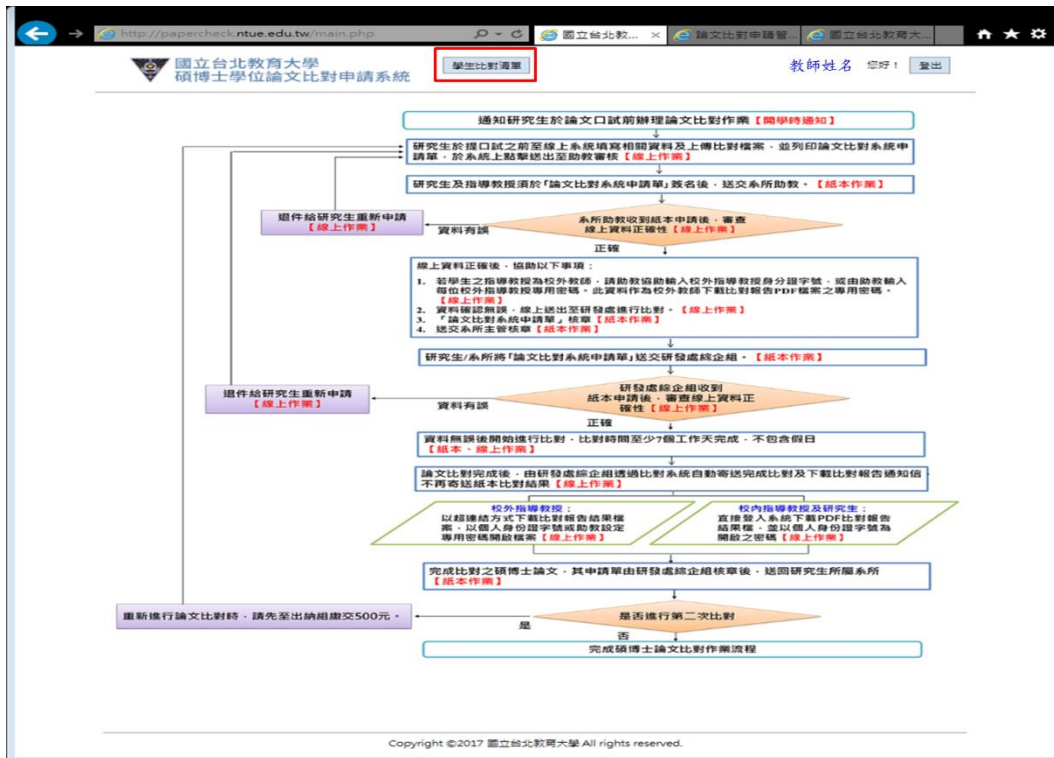 http://papercheck.ntue.edu.tw/main.php
國立台北教... ×
論文比對申請管...
國立台北教育大...
國立台北教育大學
碩博士學位論文比對申請系統
學生比對清單
教師姓名 您好! 登出
通知研究生於論文口試前辦理論文比對作業【開學時通知】
研究生於提口試之前至線上系統填寫相關資料及上傳比對檔案,並列印論文比對系統申
請單,於系統上點擊送出至助教審核【線上作業】
研究生及指導教授須於「論文比對系統申請單」簽名後,送交系所助教。【紙本作業】
退件給研究生重新申請
【線上作業】
資料有誤
系所助教收到紙本申請後,審查
線上資料正確性【線上作業】
正確
線上資料正確後,協助以下事項:
1. 若學生之指導教授為校外教師,請助教協助輸入校外指導教授身分證字號,或由助教輸入
每位校外指導教授專用密碼。此資料作為校外教師下載比對報告PDF檔案之專用密碼。
【線上作業】
2. 資料確認無誤,線上送出至研發處進行比對。【線上作業】
3. 「論文比對系統申請單」核章【紙本作業】
4. 送交系所主管核章【紙本作業】
研究生/系所將「論文比對系統申請單」送交研發處綜企組。【紙本作業】
退件給研究生重新申請
【線上作業】
資料有誤
研發處綜企組收到
紙本申請後,審查線上資料正
確性【線上作業】
正確
資料無誤後開始進行比對,比對時間至少7個工作天完成,不包含假日
【紙本、線上作業】
論文比對完成後,由研發處綜企組透過比對系統自動寄送完成比對及下載比對報告通知信,
不再寄送紙本比對結果【線上作業】
校外指導教授:
以超連結方式下載比對報告結果檔
案,以個人身份證字號或助教設定
專用密碼開啟檔案【線上作業】
校內指導教授及研究生:
直接登入系統下載PDF比對報告
結果檔,並以個人身份證字號為
開啟之密碼【線上作業】
完成比對之碩博士論文,其申請單由研發處綜企組核章後,送回研究生所屬系所
【紙本作業】
重新進行論文比對時,請先至出納組繳交500元。
是
是否進行第二次比對
否
完成碩博士論文比對作業流程
Copyright ©2017 國立台北教育大學 All rights reserved.